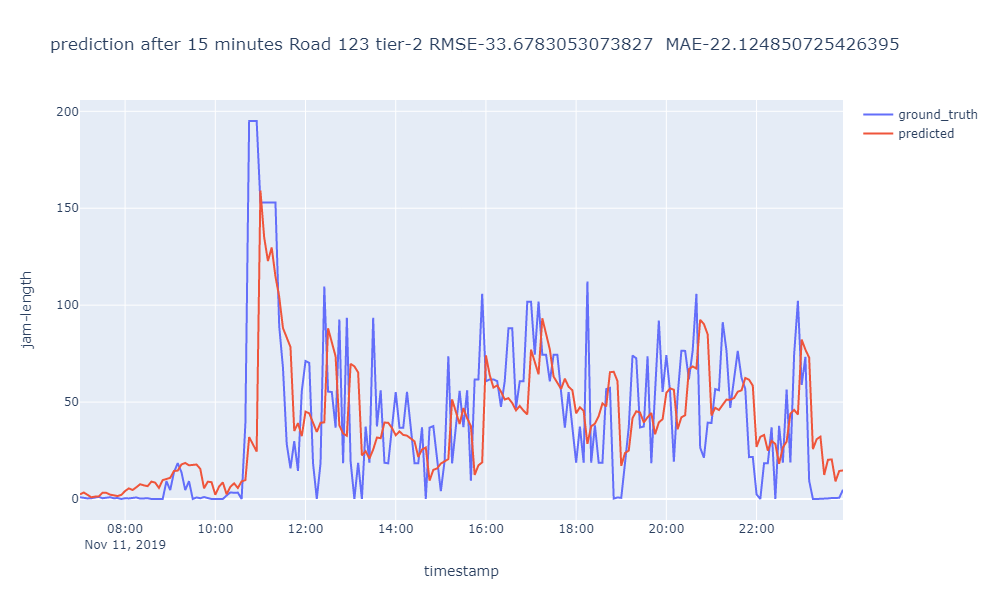 prediction after 15 minutes Road 123 tier-2 RMSE-33.6783053073827  MAE-22.124850725426395
ground_truth
predicted
200
150
100
50
0
jam-length
08:00 10:00 12:00 14:00 16:00 18:00 20:00 22:00
Nov 11, 2019
timestamp